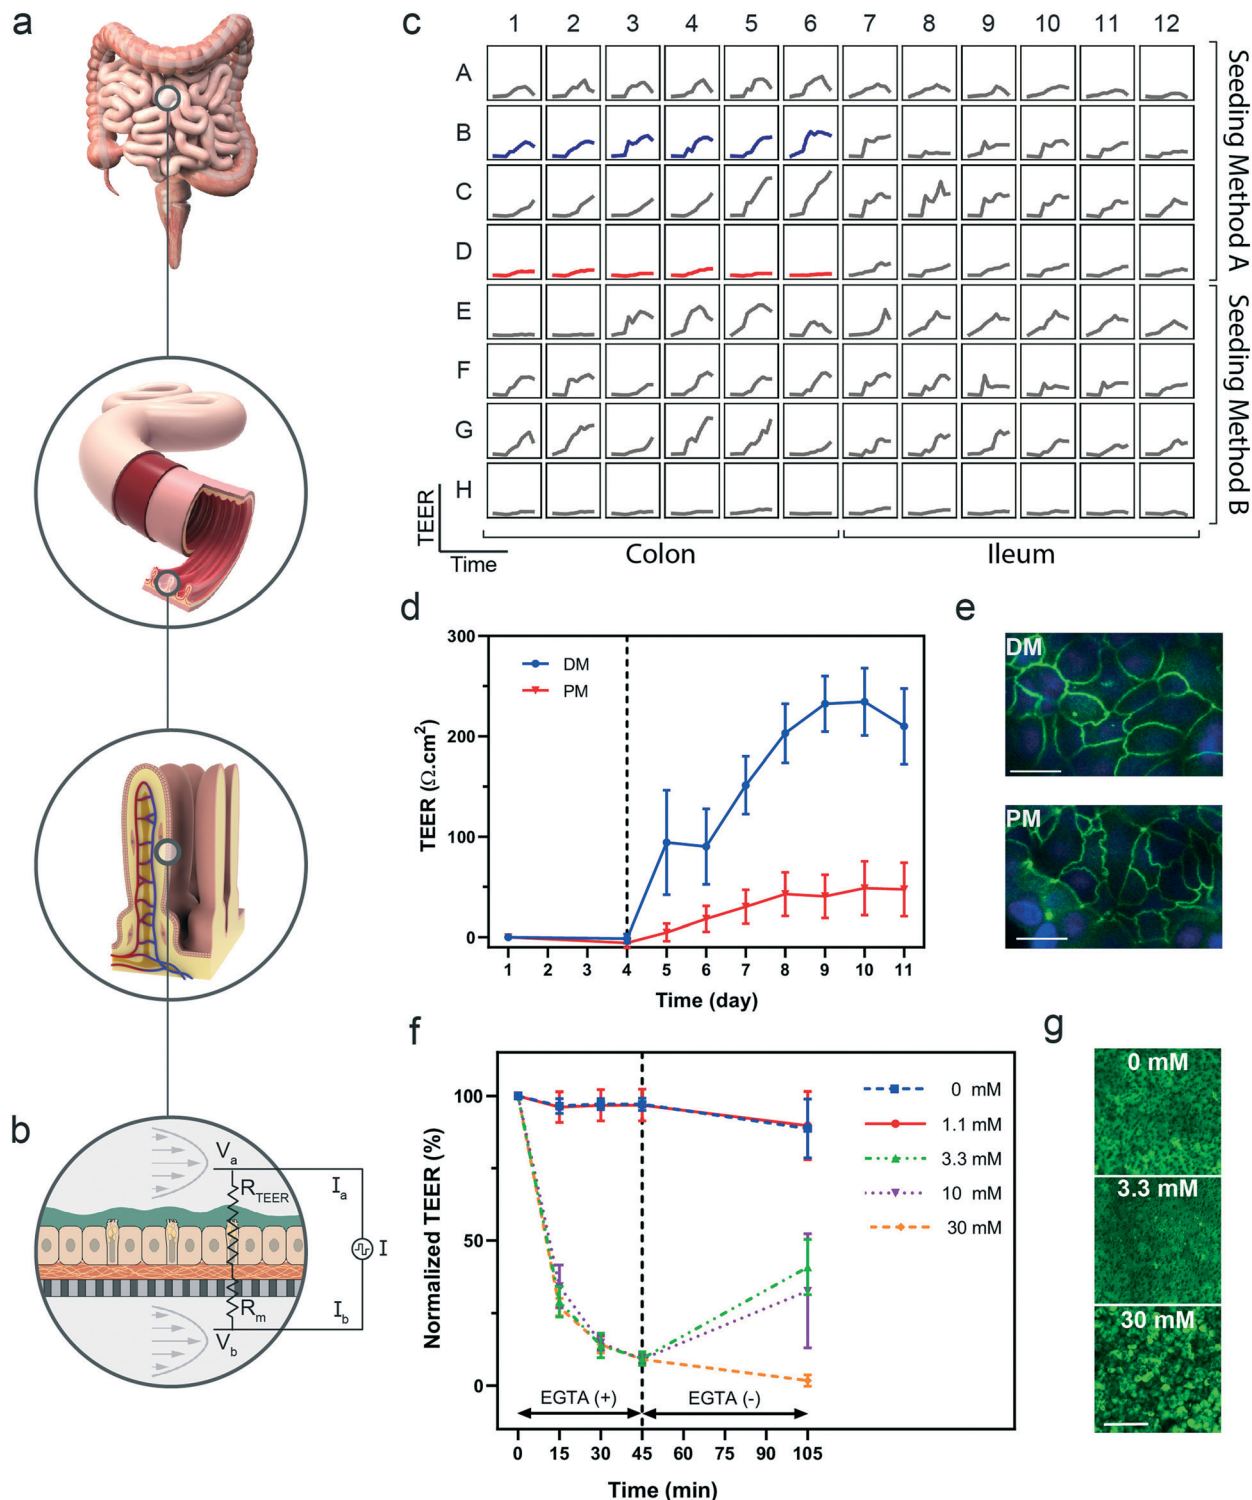 a
c
1 2 3 4 5 6 7 8 9 10 11 12
A
B
C
D
E
F
G
H
Seeding Method A
Seeding Method B
TEER
Time
Colon
Ileum
b
Va
RTEER
Ia
I
Rm
Ib
Vb
d
300
200
100
0
TEER (Ω.cm²)
DM
PM
1 2 3 4 5 6 7 8 9 10 11
Time (day)
e
DM
PM
f
100
50
0
Normalized TEER (%)
0 mM
1.1 mM
3.3 mM
10 mM
30 mM
EGTA (+)
EGTA (-)
0 15 30 45 60 75 90 105
Time (min)
g
0 mM
3.3 mM
30 mM